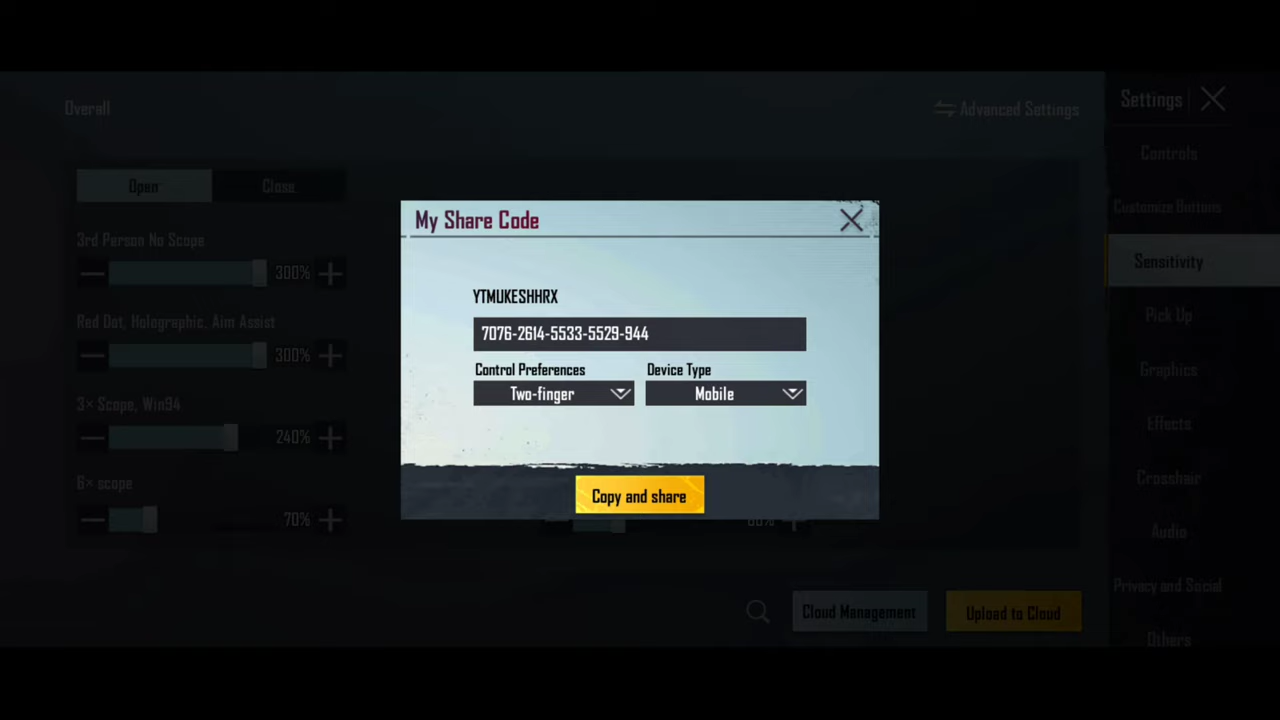 Overall
Advanced Settings
Settings
Open
Close
3rd Person No Scope
300%
Red Dot, Holographic, Aim Assist
300%
3× Scope, Win94
240%
6× scope
70%
My Share Code
YTMUKESHHRX
7076-2614-5533-5529-944
Control Preferences
Device Type
Two-finger
Mobile
Copy and share
Cloud Management
Upload to Cloud
Controls
Customize Buttons
Sensitivity
Pick Up
Graphics
Effects
Crosshair
Audio
Privacy and Social
Others